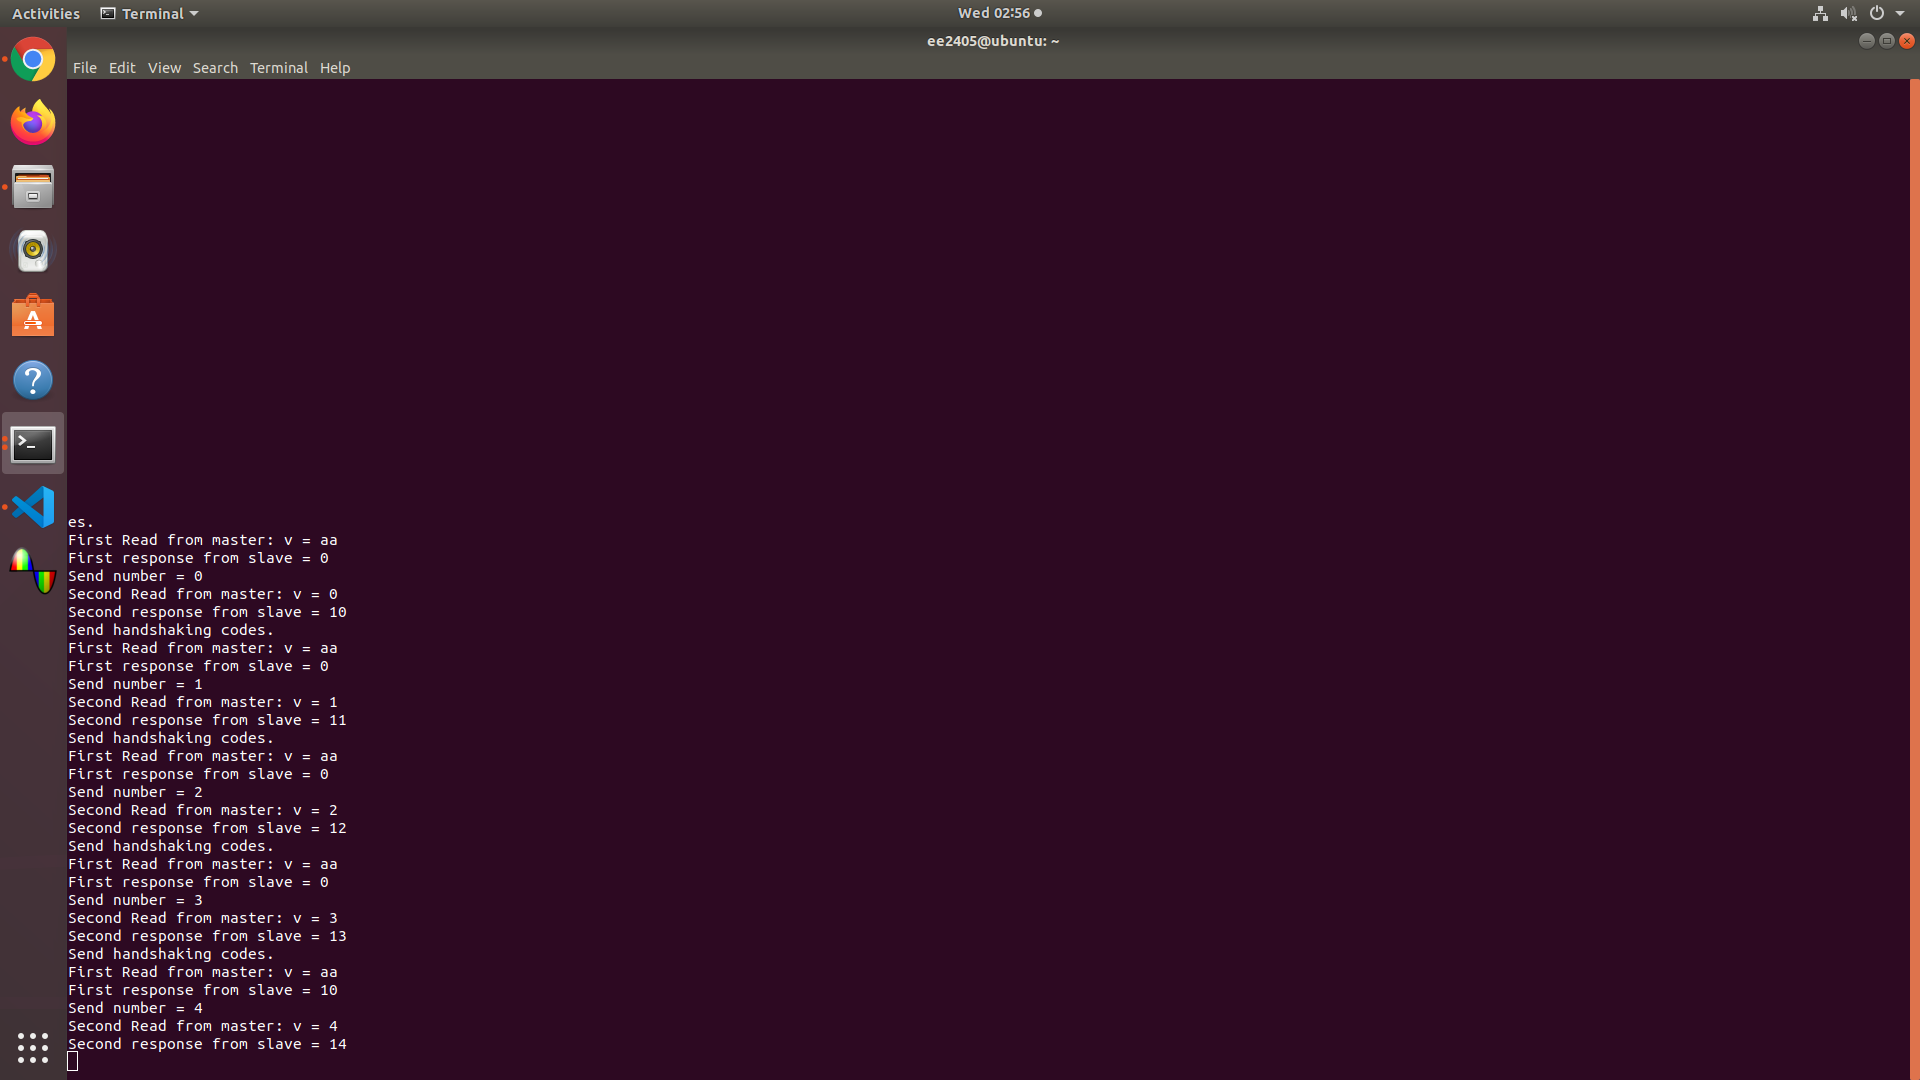 Activities Terminal Wed 02:56
ee2405@ubuntu: ~
File Edit View Search Terminal Help
es.
First Read from master: v = aa
First response from slave = 0
Send number = 0
Second Read from master: v = 0
Second response from slave = 10
Send handshaking codes.
First Read from master: v = aa
First response from slave = 0
Send number = 1
Second Read from master: v = 1
Second response from slave = 11
Send handshaking codes.
First Read from master: v = aa
First response from slave = 0
Send number = 2
Second Read from master: v = 2
Second response from slave = 12
Send handshaking codes.
First Read from master: v = aa
First response from slave = 0
Send number = 3
Second Read from master: v = 3
Second response from slave = 13
Send handshaking codes.
First Read from master: v = aa
First response from slave = 10
Send number = 4
Second Read from master: v = 4
Second response from slave = 14